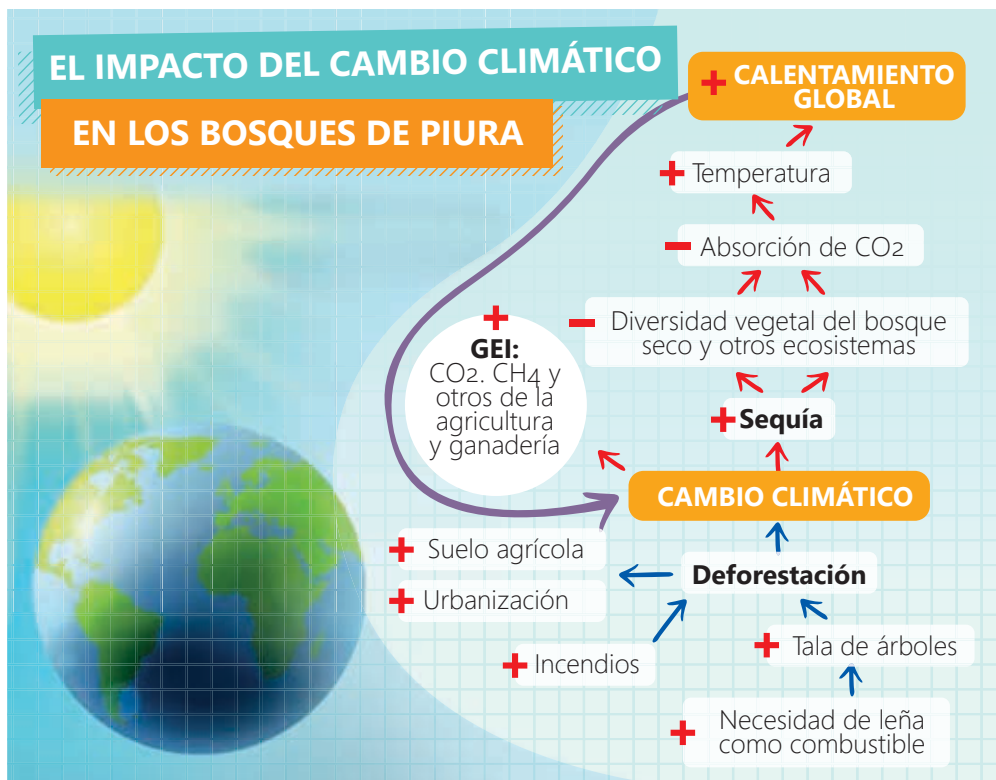 EL IMPACTO DEL CAMBIO CLIMÁTICO
EN LOS BOSQUES DE PIURA
+ CALENTAMIENTO
GLOBAL
+ Temperatura
− Absorción de CO2
− Diversidad vegetal del bosque
seco y otros ecosistemas
+
GEI:
CO2. CH4 y
otros de la
agricultura
y ganadería
+ Sequía
CAMBIO CLIMÁTICO
+ Suelo agrícola
+ Urbanización
Deforestación
+ Incendios
+ Tala de árboles
+ Necesidad de leña
como combustible